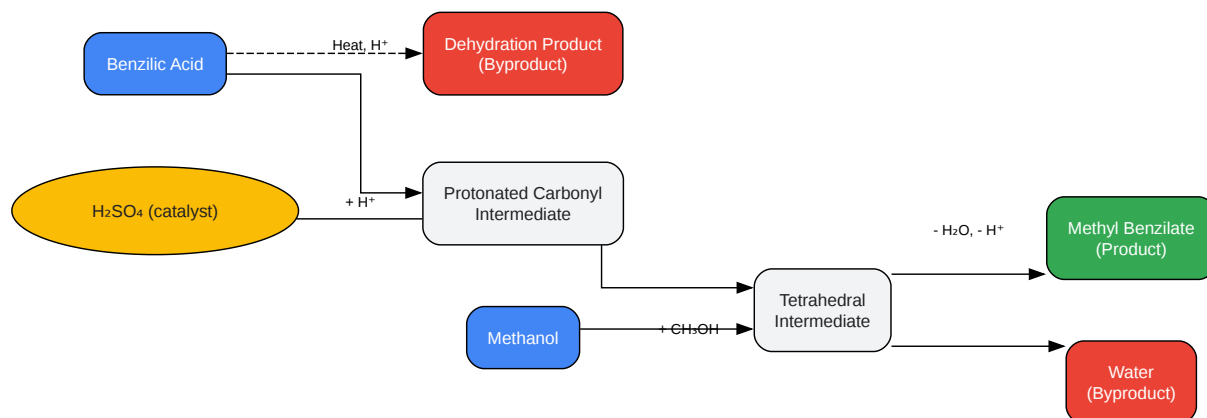 Benzilic Acid
Heat, H⁺
Dehydration Product
(Byproduct)
H₂SO₄ (catalyst)
+ H⁺
Protonated Carbonyl
Intermediate
Methanol
+ CH₃OH
Tetrahedral
Intermediate
- H₂O, - H⁺
Methyl Benzilate
(Product)
Water
(Byproduct)